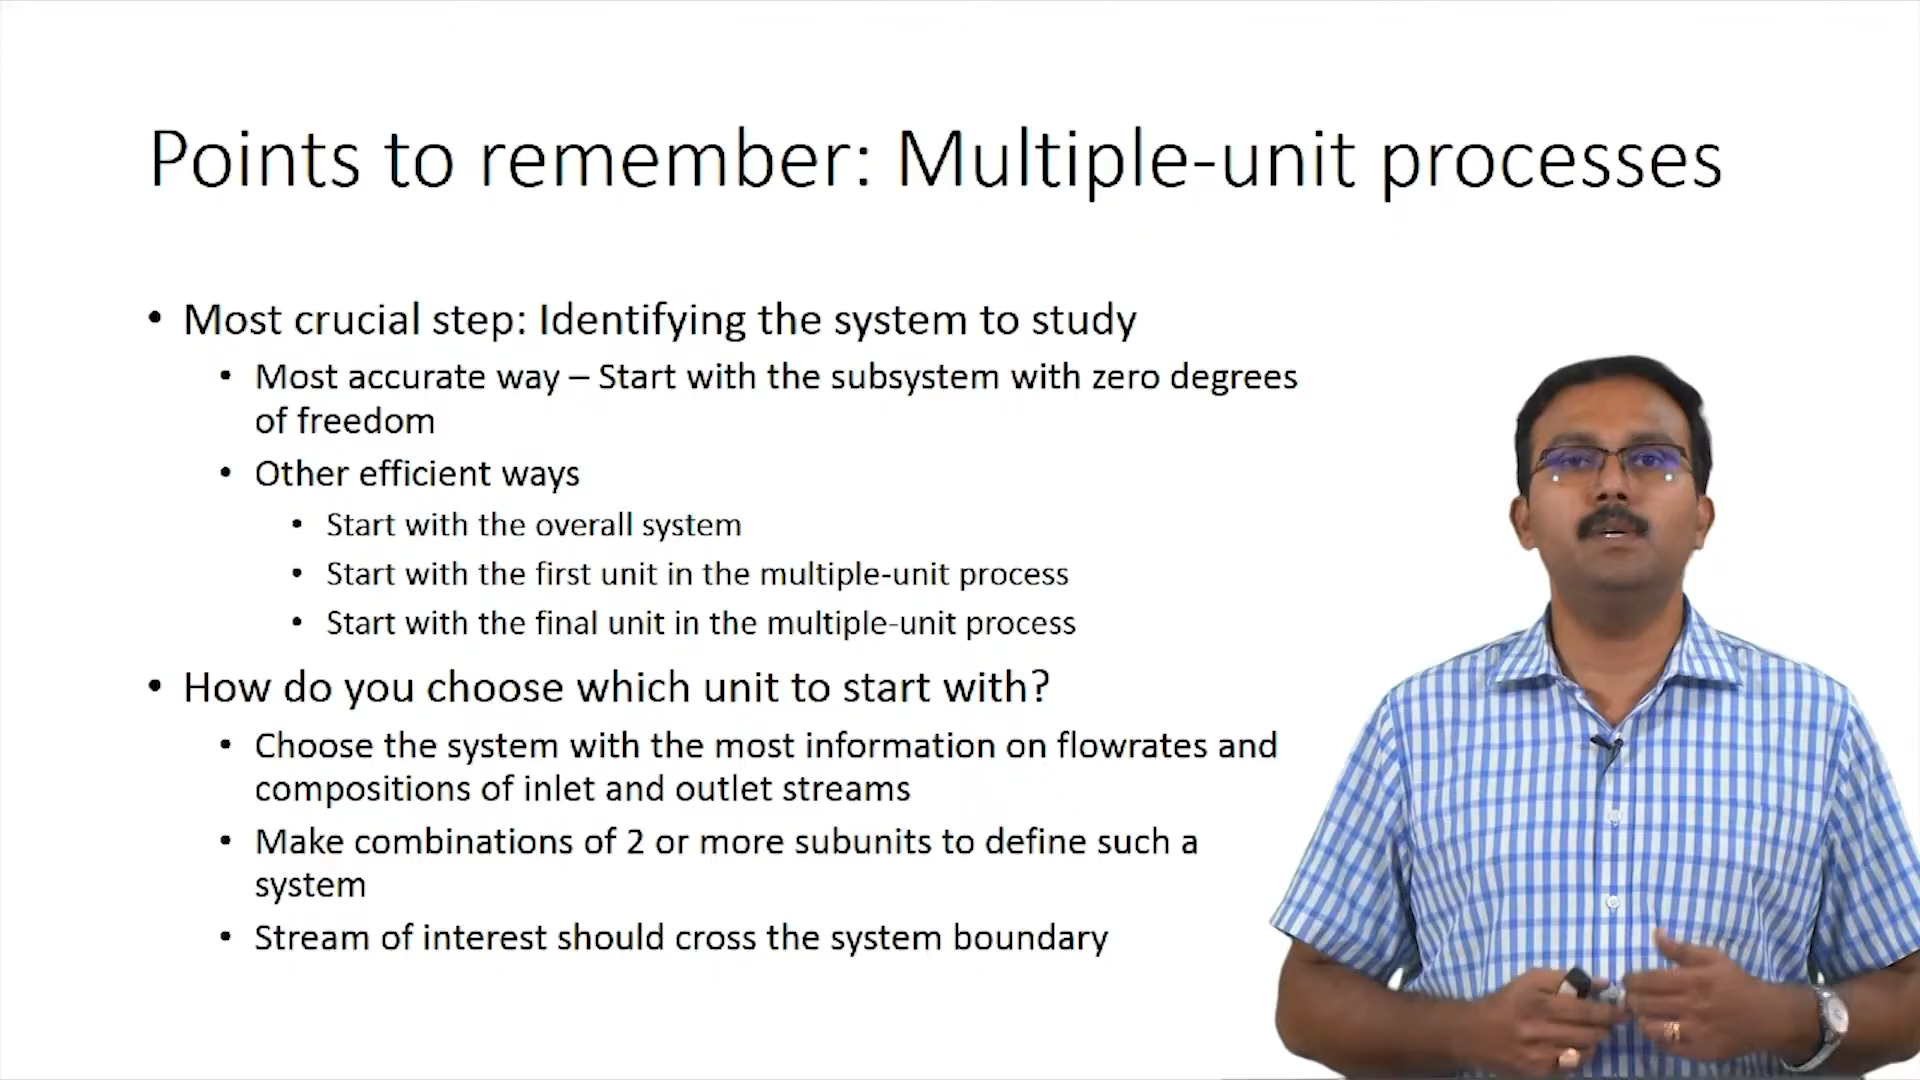 Points to remember: Multiple-unit processes
• Most crucial step: Identifying the system to study
• Most accurate way – Start with the subsystem with zero degrees
of freedom
• Other efficient ways
• Start with the overall system
• Start with the first unit in the multiple-unit process
• Start with the final unit in the multiple-unit process
• How do you choose which unit to start with?
• Choose the system with the most information on flowrates and
compositions of inlet and outlet streams
• Make combinations of 2 or more subunits to define such a
system
• Stream of interest should cross the system boundary